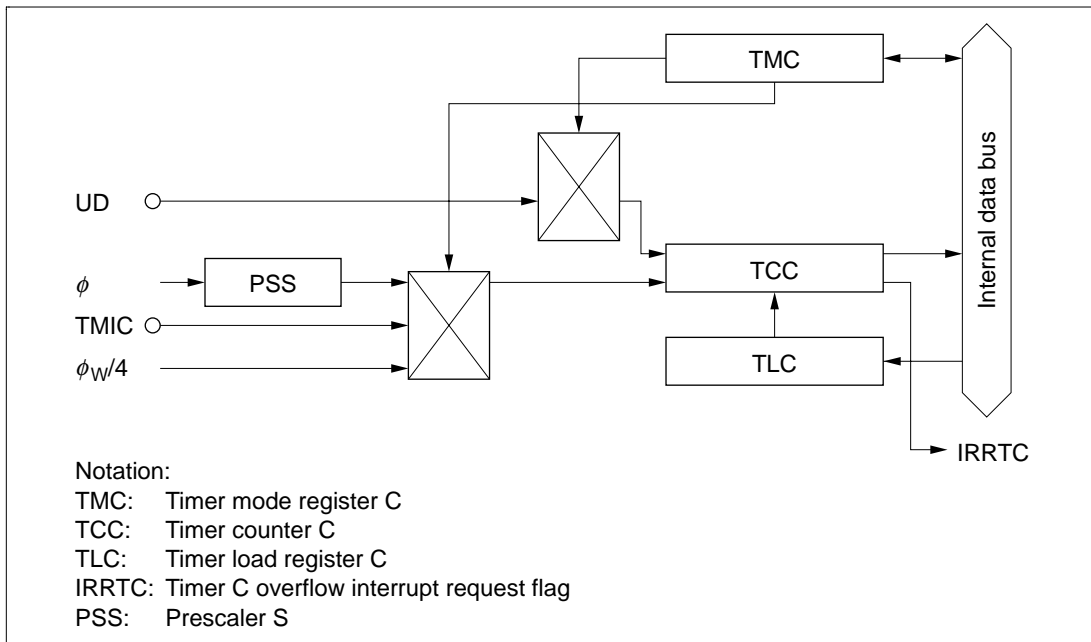 TMC
UD
TCC
Internal data bus
ϕ
PSS
TMIC
ϕW/4
TLC
IRRTC
Notation:
TMC: Timer mode register C
TCC: Timer counter C
TLC: Timer load register C
IRRTC: Timer C overflow interrupt request flag
PSS: Prescaler S